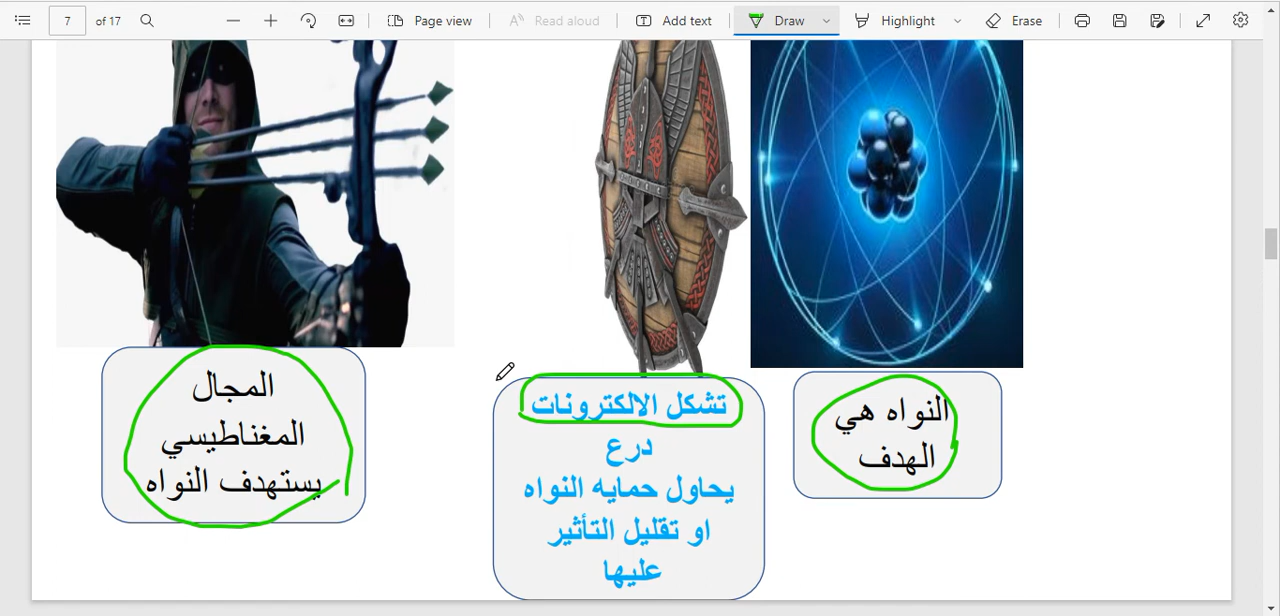 7 of 17 Page view Read aloud Add text Draw Highlight Erase
المجال
المغناطيسي
يستهدف النواه
تشكل الالكترونات
درع
يحاول حمايه النواه
او تقليل التأثير
عليها
النواه هي
الهدف